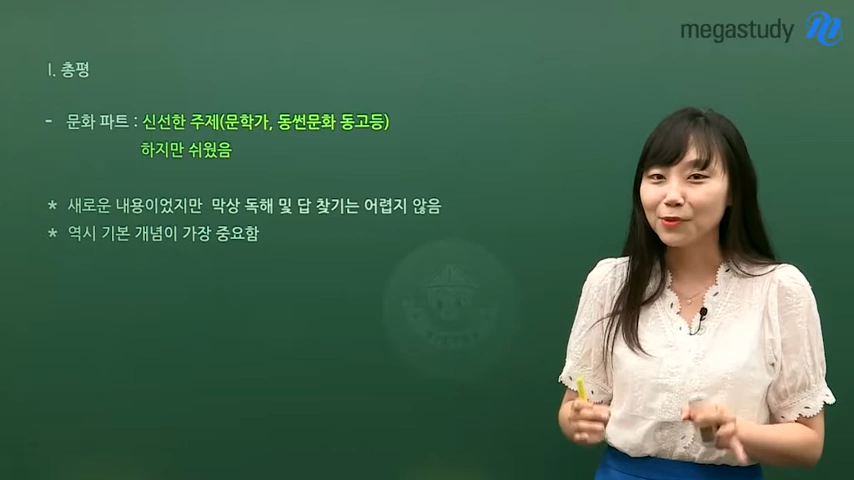 megastudy
Ⅰ. 총평
- 문화 파트 : 신선한 주제(문학가, 동썬문화 동고등)
하지만 쉬웠음
* 새로운 내용이었지만 막상 독해 및 답 찾기는 어렵지 않음
* 역시 기본 개념이 가장 중요함